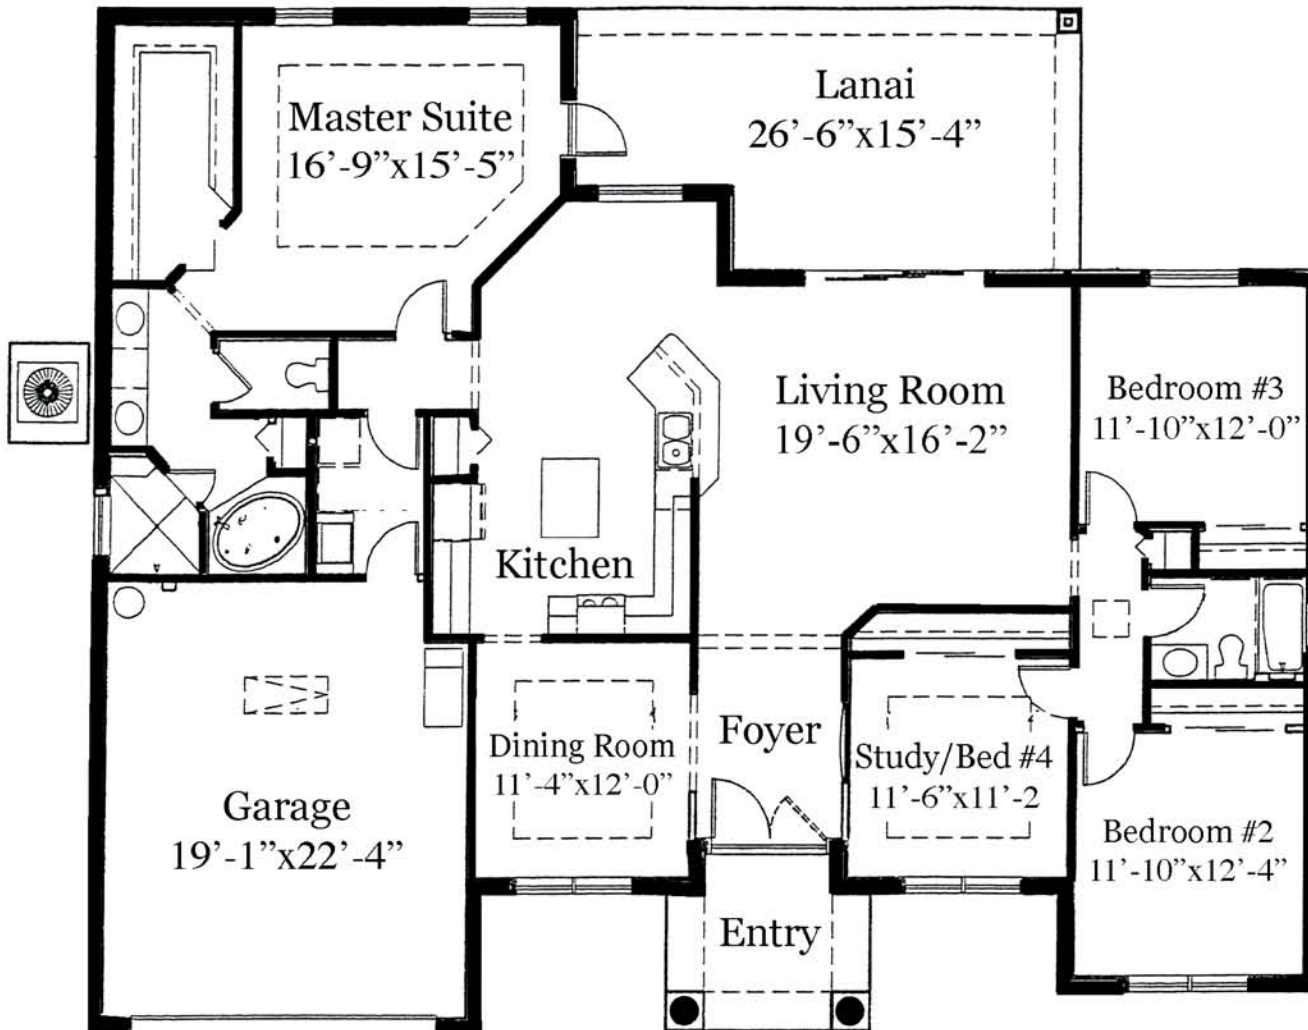 Master Suite
16’-9”x15’-5”
Lanai
26’-6”x15’-4”
Living Room
19’-6”x16’-2”
Bedroom #3
11’-10”x12’-0”
Kitchen
Dining Room
11’-4”x12’-0”
Foyer
Study/Bed #4
11’-6”x11’-2
Garage
19’-1”x22’-4”
Bedroom #2
11’-10”x12’-4”
Entry